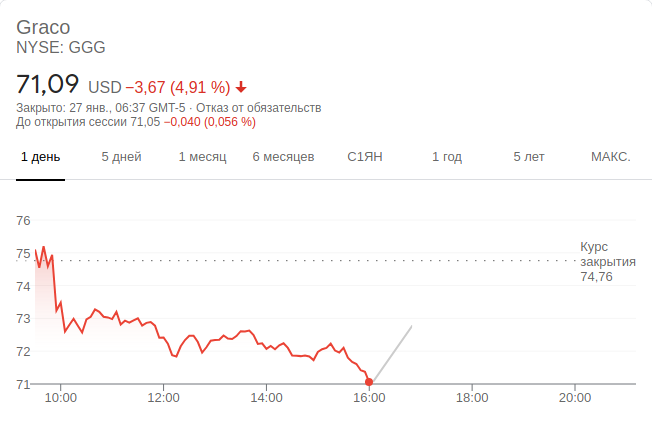 Graco
NYSE: GGG
71,09 USD −3,67 (4,91 %)
Закрыто: 27 янв., 06:37 GMT-5 · Отказ от обязательств
До открытия сессии 71,05 −0,040 (0,056 %)
1 день 5 дней 1 месяц 6 месяцев С1ЯН 1 год 5 лет МАКС.
76
75
74
73
72
71
Курс
закрытия
74,76
10:00 12:00 14:00 16:00 18:00 20:00